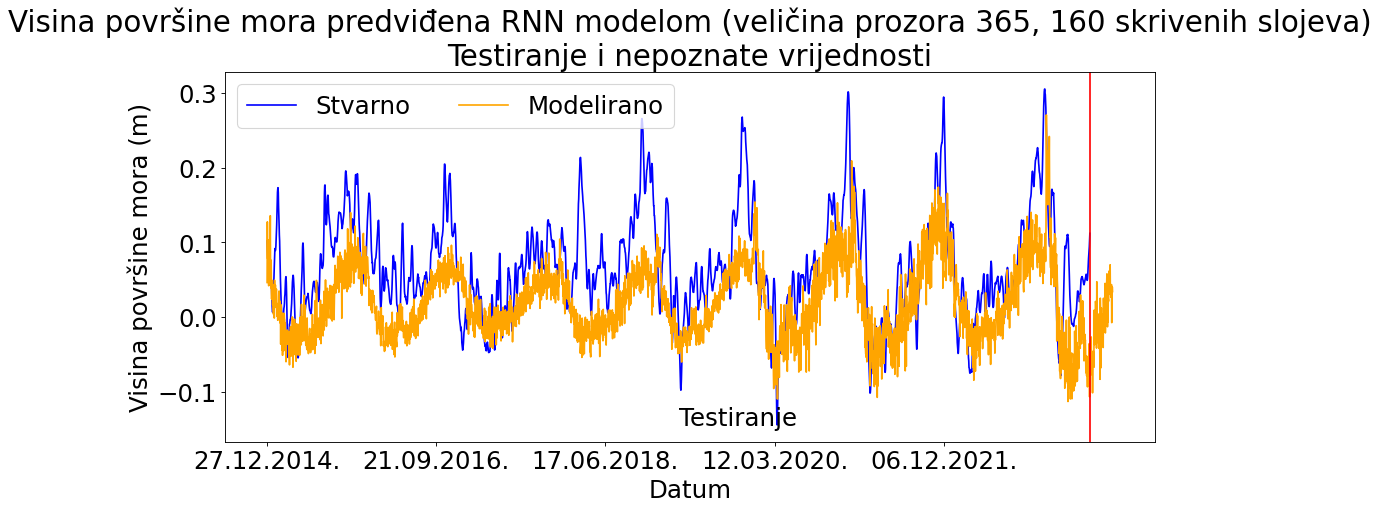 Visina površine mora predviđena RNN modelom (veličina prozora 365, 160 skrivenih slojeva)
Testiranje i nepoznate vrijednosti
Stvarno
Modelirano
Visina površine mora (m)
0.3
0.2
0.1
0.0
−0.1
Testiranje
27.12.2014.
21.09.2016.
17.06.2018.
12.03.2020.
06.12.2021.
Datum